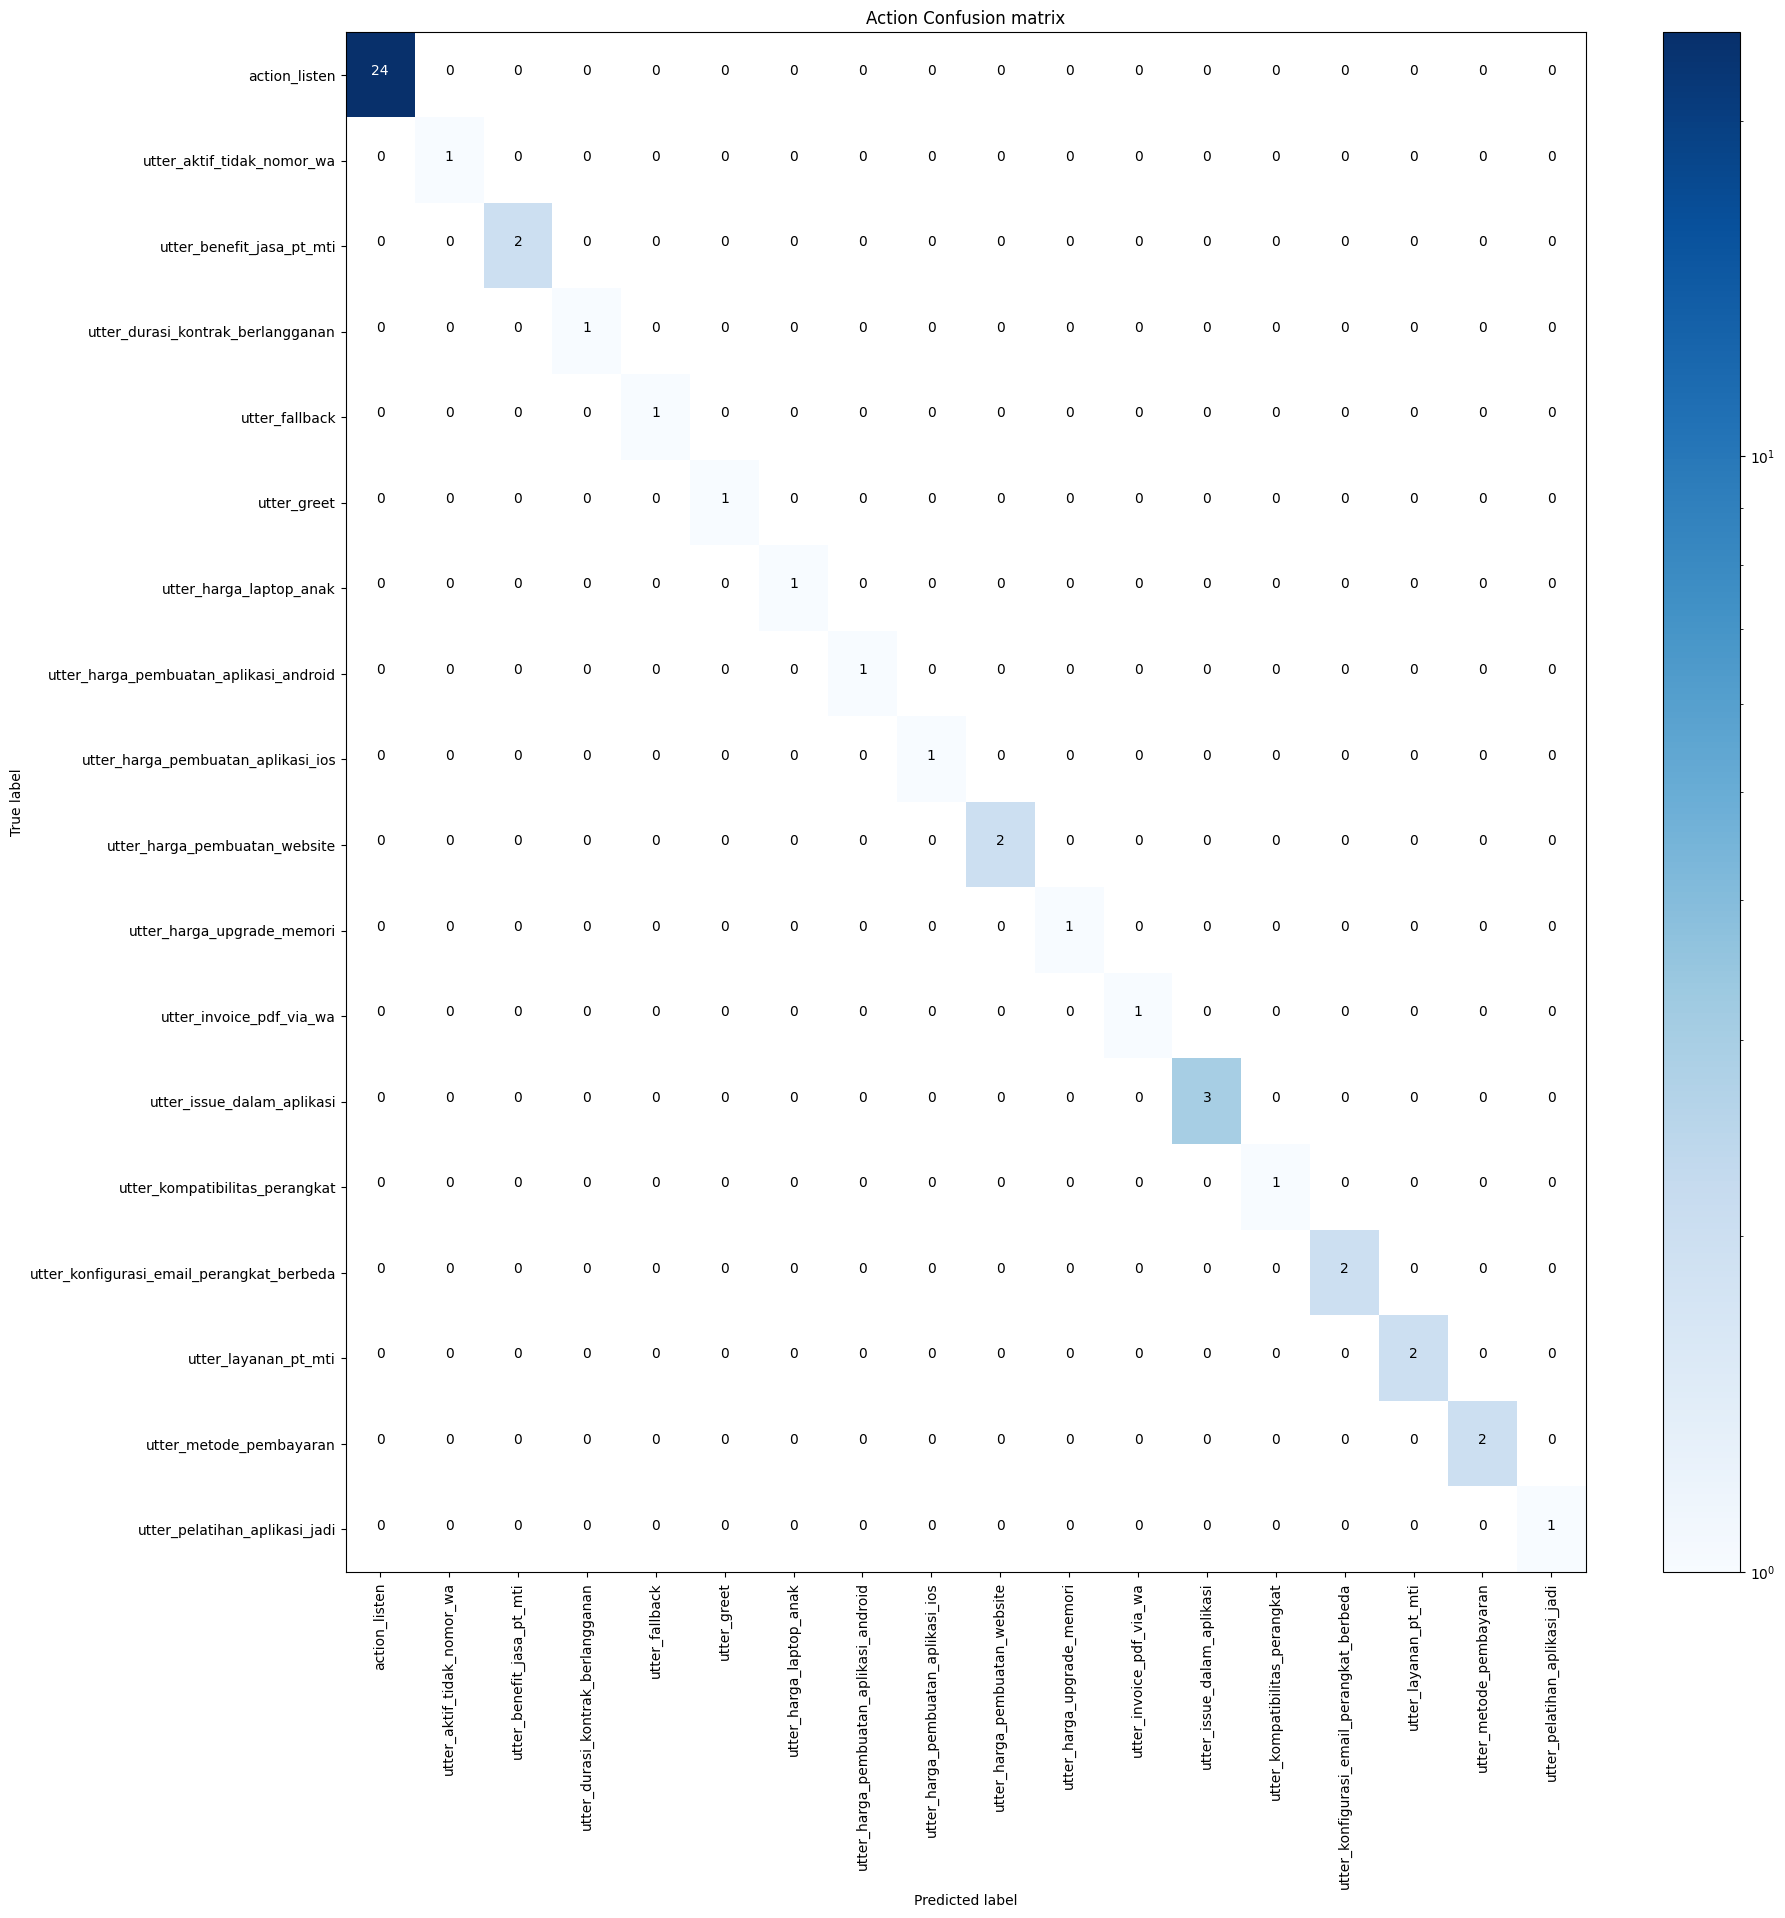 Action Confusion matrix
True label
action_listen 24 0 0 0 0 0 0 0 0 0 0 0 0 0 0 0 0 0
utter_aktif_tidak_nomor_wa 0 1 0 0 0 0 0 0 0 0 0 0 0 0 0 0 0 0
utter_benefit_jasa_pt_mti 0 0 2 0 0 0 0 0 0 0 0 0 0 0 0 0 0 0
utter_durasi_kontrak_berlangganan 0 0 0 1 0 0 0 0 0 0 0 0 0 0 0 0 0 0
utter_fallback 0 0 0 0 1 0 0 0 0 0 0 0 0 0 0 0 0 0
utter_greet 0 0 0 0 0 1 0 0 0 0 0 0 0 0 0 0 0 0
utter_harga_laptop_anak 0 0 0 0 0 0 1 0 0 0 0 0 0 0 0 0 0 0
utter_harga_pembuatan_aplikasi_android 0 0 0 0 0 0 0 1 0 0 0 0 0 0 0 0 0 0
utter_harga_pembuatan_aplikasi_ios 0 0 0 0 0 0 0 0 1 0 0 0 0 0 0 0 0 0
utter_harga_pembuatan_website 0 0 0 0 0 0 0 0 0 2 0 0 0 0 0 0 0 0
utter_harga_upgrade_memori 0 0 0 0 0 0 0 0 0 0 1 0 0 0 0 0 0 0
utter_invoice_pdf_via_wa 0 0 0 0 0 0 0 0 0 0 0 1 0 0 0 0 0 0
utter_issue_dalam_aplikasi 0 0 0 0 0 0 0 0 0 0 0 0 3 0 0 0 0 0
utter_kompatibilitas_perangkat 0 0 0 0 0 0 0 0 0 0 0 0 0 1 0 0 0 0
utter_konfigurasi_email_perangkat_berbeda 0 0 0 0 0 0 0 0 0 0 0 0 0 0 2 0 0 0
utter_layanan_pt_mti 0 0 0 0 0 0 0 0 0 0 0 0 0 0 0 2 0 0
utter_metode_pembayaran 0 0 0 0 0 0 0 0 0 0 0 0 0 0 0 0 2 0
utter_pelatihan_aplikasi_jadi 0 0 0 0 0 0 0 0 0 0 0 0 0 0 0 0 0 1
action_listen
utter_aktif_tidak_nomor_wa
utter_benefit_jasa_pt_mti
utter_durasi_kontrak_berlangganan
utter_fallback
utter_greet
utter_harga_laptop_anak
utter_harga_pembuatan_aplikasi_android
utter_harga_pembuatan_aplikasi_ios
utter_harga_pembuatan_website
utter_harga_upgrade_memori
utter_invoice_pdf_via_wa
utter_issue_dalam_aplikasi
utter_kompatibilitas_perangkat
utter_konfigurasi_email_perangkat_berbeda
utter_layanan_pt_mti
utter_metode_pembayaran
utter_pelatihan_aplikasi_jadi
Predicted label
10¹
10⁰